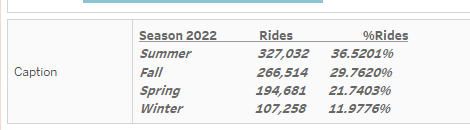 Season 2022 Rides %Rides
Summer 327,032 36.5201%
Fall 266,514 29.7620%
Caption
Spring 194,681 21.7403%
Winter 107,258 11.9776%